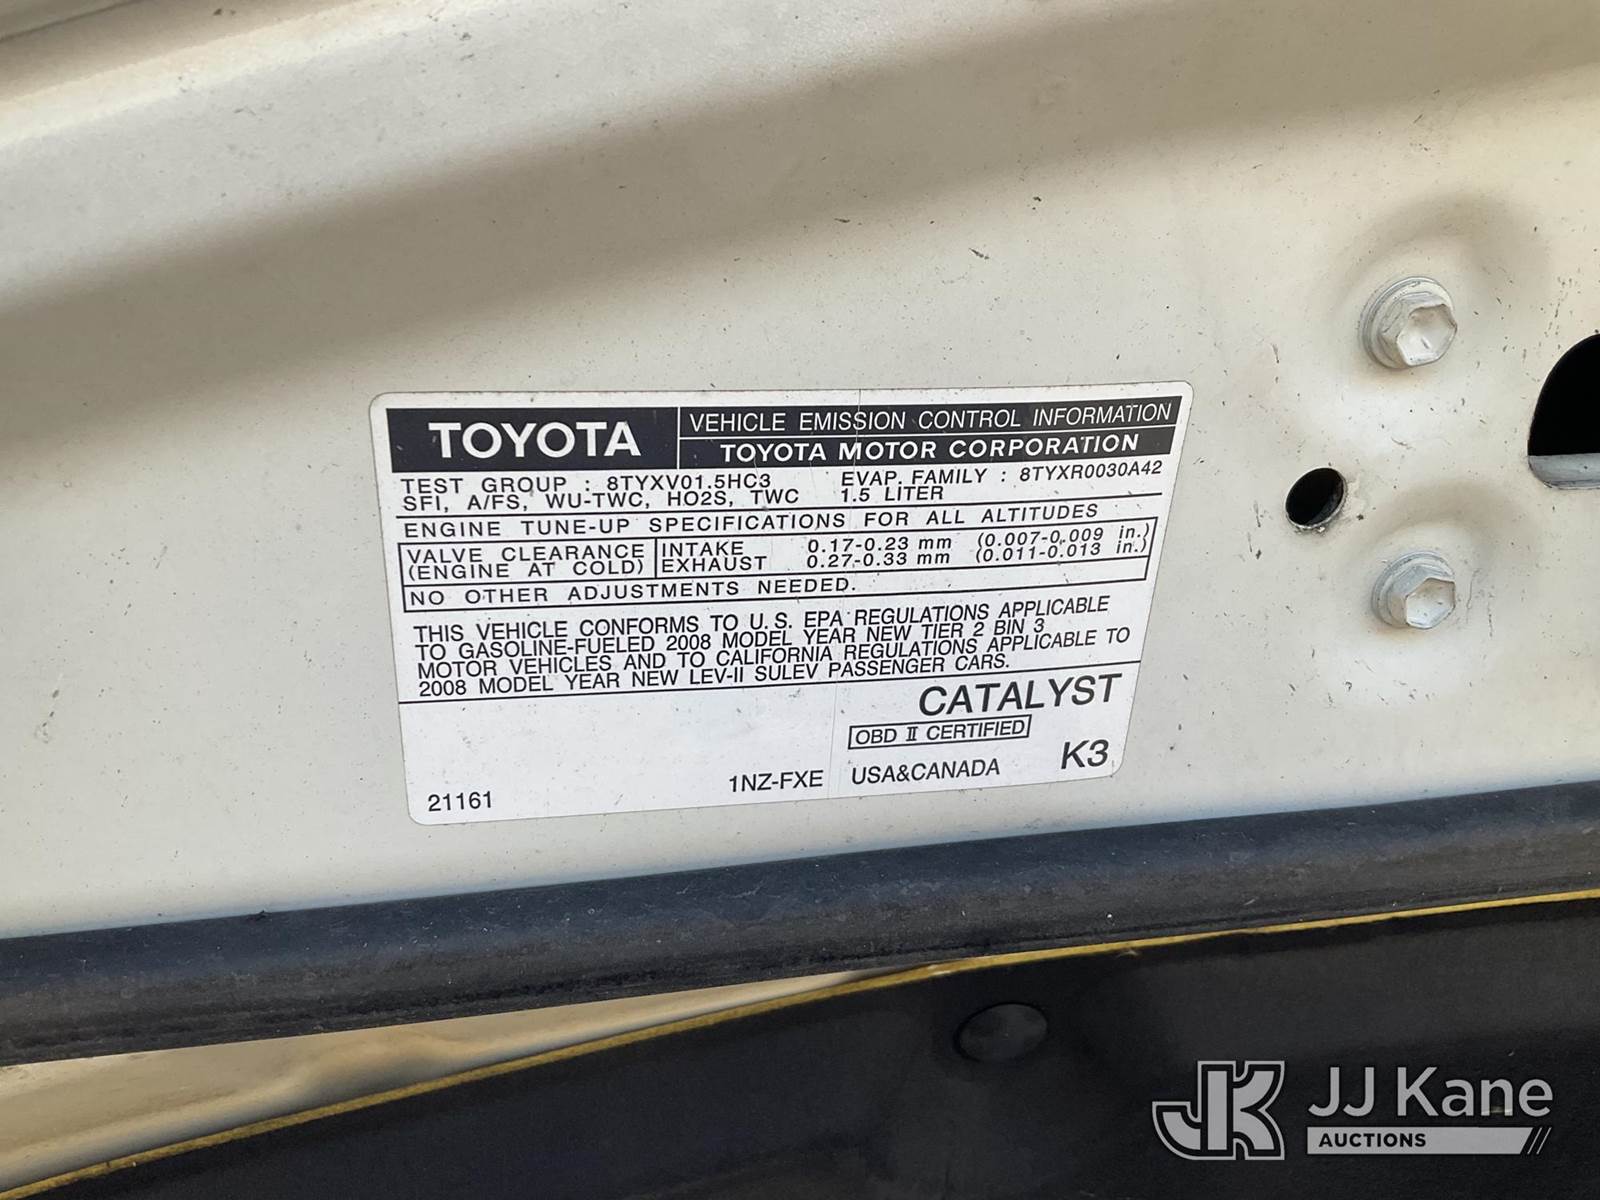 TOYOTA
VEHICLE EMISSION CONTROL INFORMATION
TOYOTA MOTOR CORPORATION
TEST GROUP : 8TYXV01.5HC3 EVAP. FAMILY : 8TYXR0030A42
SFI, A/FS, WU-TWC, HO2S, TWC 1.5 LITER
ENGINE TUNE-UP SPECIFICATIONS FOR ALL ALTITUDES
VALVE CLEARANCE INTAKE 0.17-0.23 mm (0.007-0.009 in.)
(ENGINE AT COLD) EXHAUST 0.27-0.33 mm (0.011-0.013 in.)
NO OTHER ADJUSTMENTS NEEDED.
THIS VEHICLE CONFORMS TO U.S. EPA REGULATIONS APPLICABLE
TO GASOLINE-FUELED 2008 MODEL YEAR NEW TIER 2 BIN 3
MOTOR VEHICLES AND TO CALIFORNIA REGULATIONS APPLICABLE TO
2008 MODEL YEAR NEW LEV-II SULEV PASSENGER CARS.
CATALYST
OBD II CERTIFIED
21161 1NZ-FXE USA&CANADA K3
JK JJ Kane
AUCTIONS